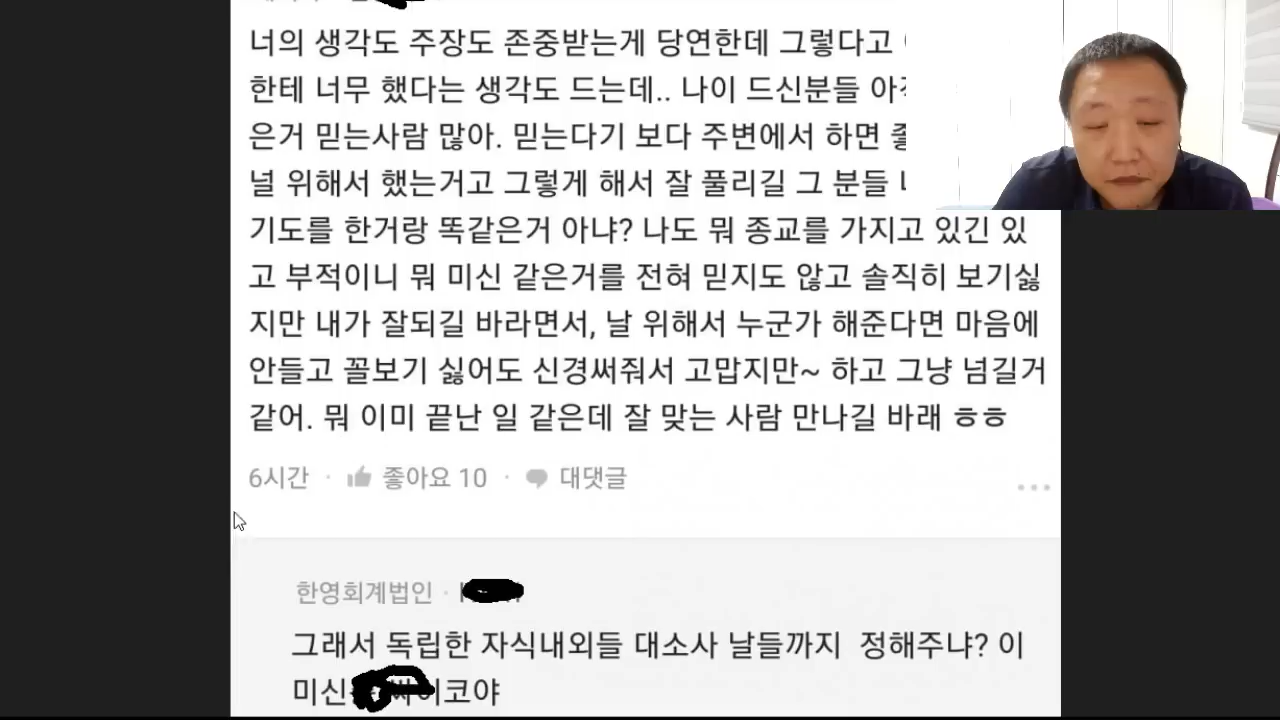 너의 생각도 주장도 존중받는게 당연한데 그렇다고
한테 너무 했다는 생각도 드는데.. 나이 드신분들
은거 믿는사람 많아. 믿는다기 보다 주변에서 하면
널 위해서 했는거고 그렇게 해서 잘 풀리길 그 분들
기도를 한거랑 똑같은거 아냐? 나도 뭐 종교를 가지고 있긴 있
고 부적이니 뭐 미신 같은거를 전혀 믿지도 않고 솔직히 보기싫
지만 내가 잘되길 바라면서, 날 위해서 누군가 해준다면 마음에
안들고 꼴보기 싫어도 신경써줘서 고맙지만~ 하고 그냥 넘길거
같어. 뭐 이미 끝난 일 같은데 잘 맞는 사람 만나길 바래 ㅎㅎ
6시간 · 좋아요 10 · 대댓글
한영회계법인 ·
그래서 독립한 자식내외들 대소사 날들까지 정해주냐? 이
미신 코야